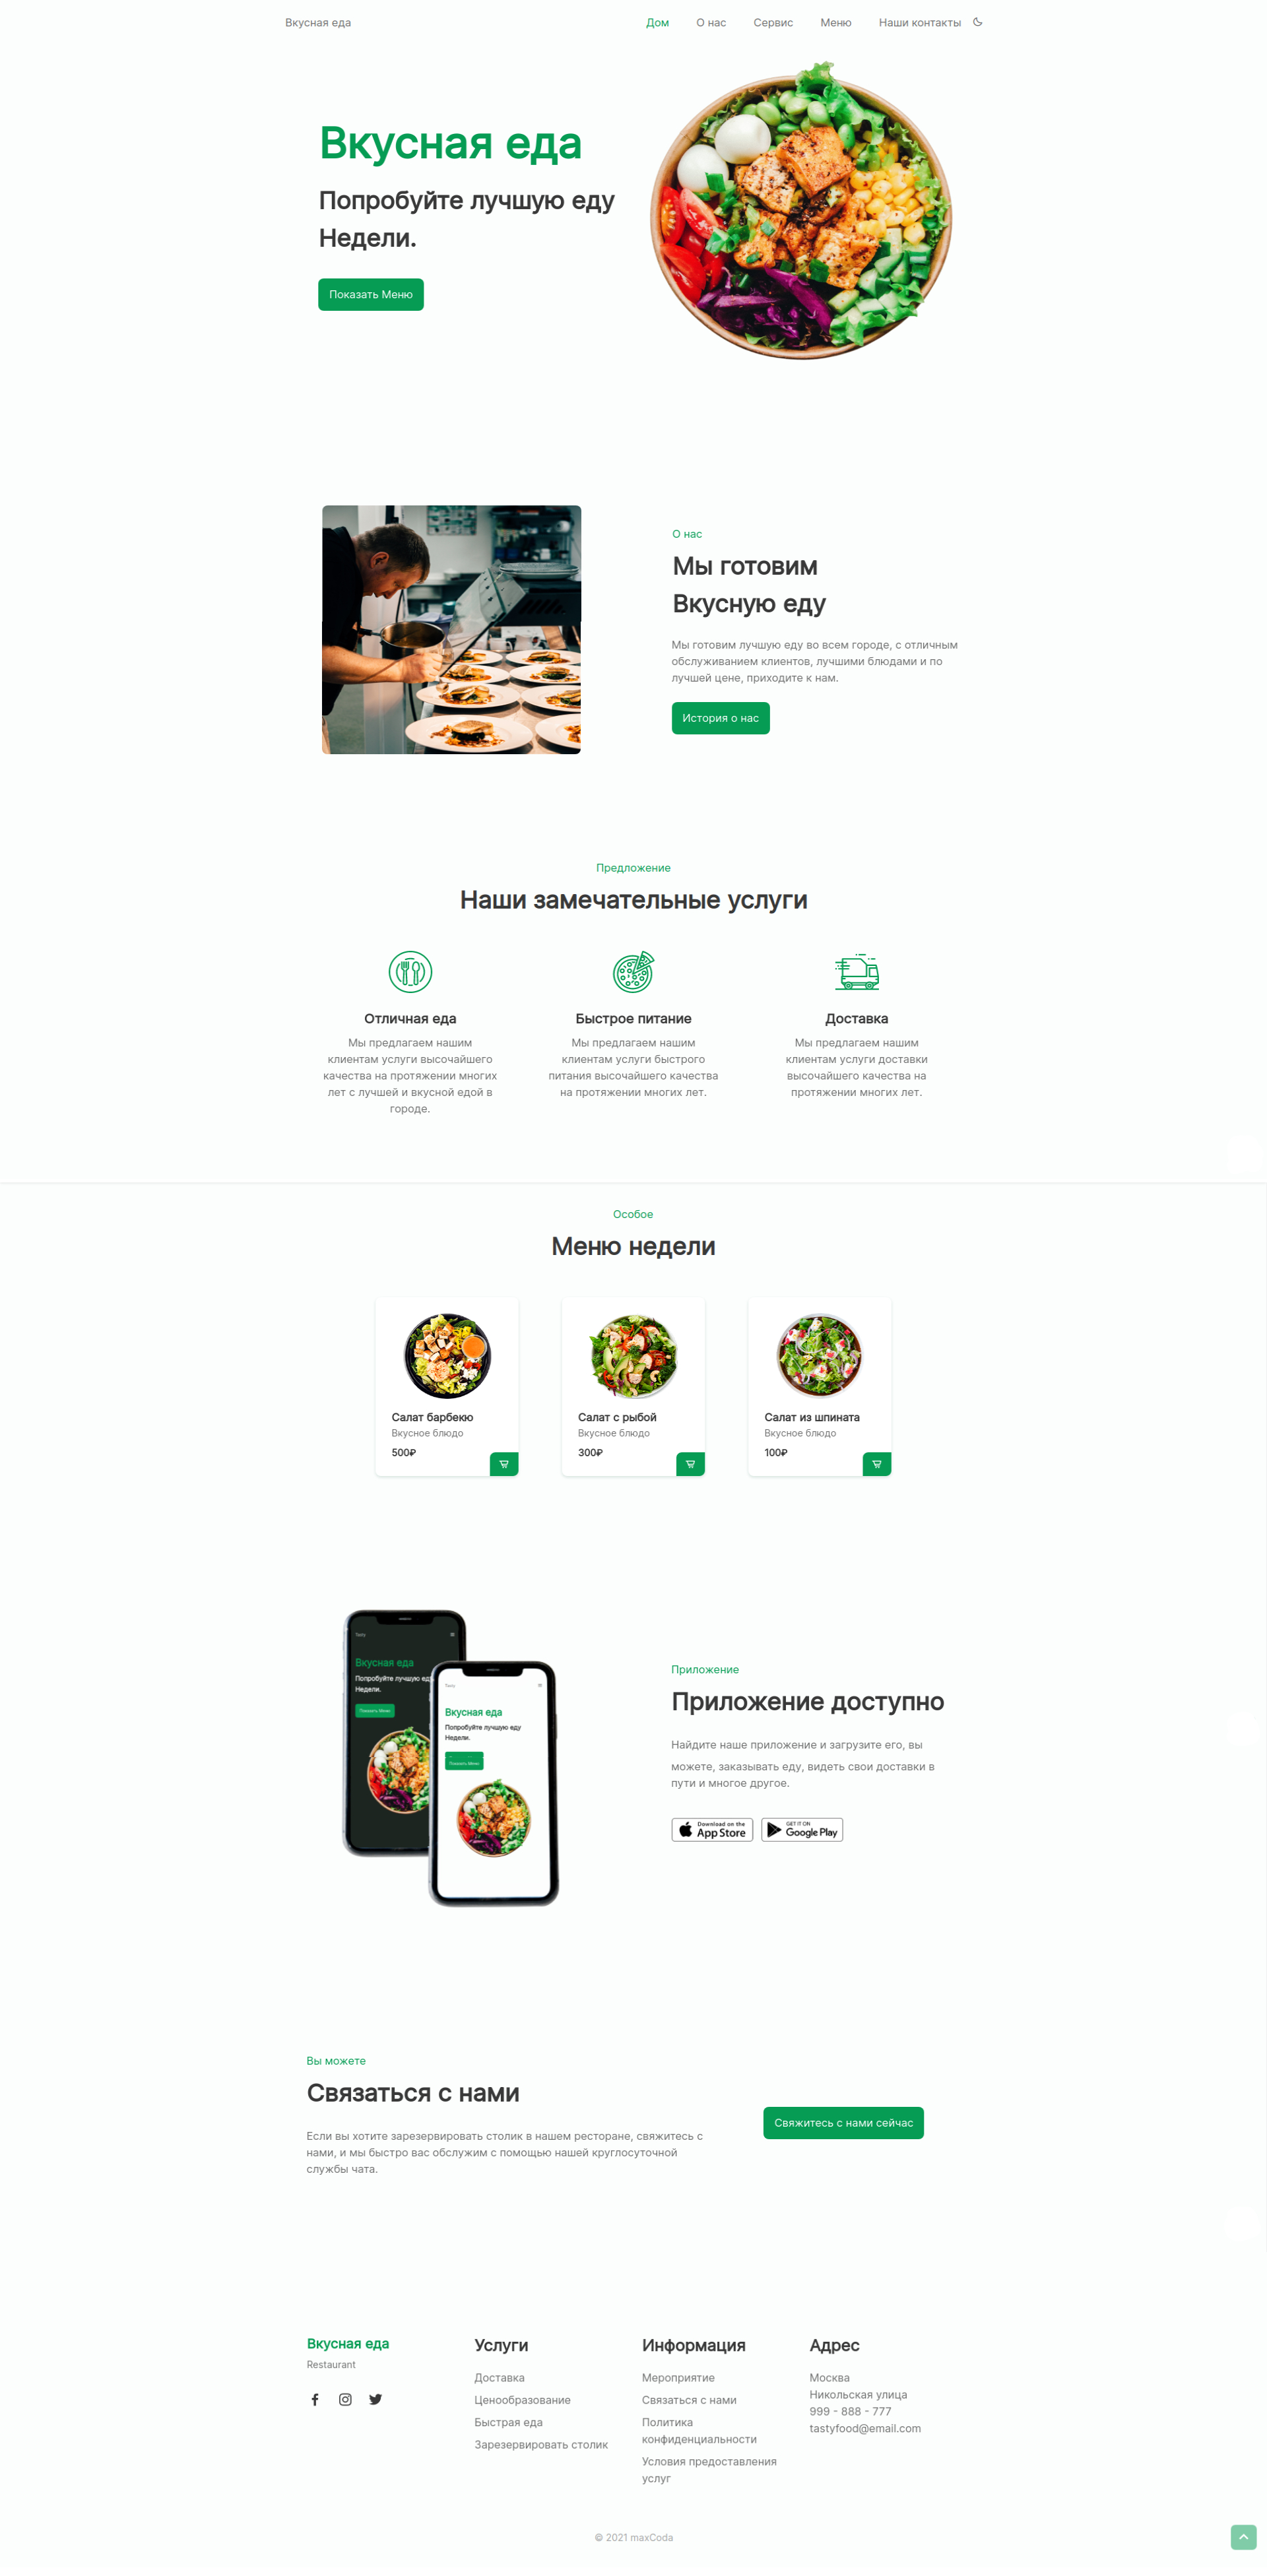 Вкусная еда
Дом
О нас
Сервис
Меню
Наши контакты
Вкусная еда
Попробуйте лучшую еду
Недели.
Показать Меню
О нас
Мы готовим
Вкусную еду
Мы готовим лучшую еду во всем городе, с отличным
обслуживанием клиентов, лучшими блюдами и по
лучшей цене, приходите к нам.
История о нас
Предложение
Наши замечательные услуги
Отличная еда
Мы предлагаем нашим
клиентам услуги высочайшего
качества на протяжении многих
лет с лучшей и вкусной едой в
городе.
Быстрое питание
Мы предлагаем нашим
клиентам услуги быстрого
питания высочайшего качества
на протяжении многих лет.
Доставка
Мы предлагаем нашим
клиентам услуги доставки
высочайшего качества на
протяжении многих лет.
Особое
Меню недели
Салат барбекю
Вкусное блюдо
500₽
Салат с рыбой
Вкусное блюдо
300₽
Салат из шпината
Вкусное блюдо
100₽
Tasty
Вкусная еда
Попробуйте лучшую еду
Недели.
Показать Меню
Tasty
Вкусная еда
Попробуйте лучшую еду
Недели.
Показать Меню
Приложение
Приложение доступно
Найдите наше приложение и загрузите его, вы
можете, заказывать еду, видеть свои доставки в
пути и многое другое.
Download on the
App Store
GET IT ON
Google Play
Вы можете
Связаться с нами
Если вы хотите зарезервировать столик в нашем ресторане, свяжитесь с
нами, и мы быстро вас обслужим с помощью нашей круглосуточной
службы чата.
Свяжитесь с нами сейчас
Вкусная еда
Restaurant
Услуги
Доставка
Ценообразование
Быстрая еда
Зарезервировать столик
Информация
Мероприятие
Связаться с нами
Политика
конфиденциальности
Условия предоставления
услуг
Адрес
Москва
Никольская улица
999 - 888 - 777
tastyfood@email.com
© 2021 maxCoda